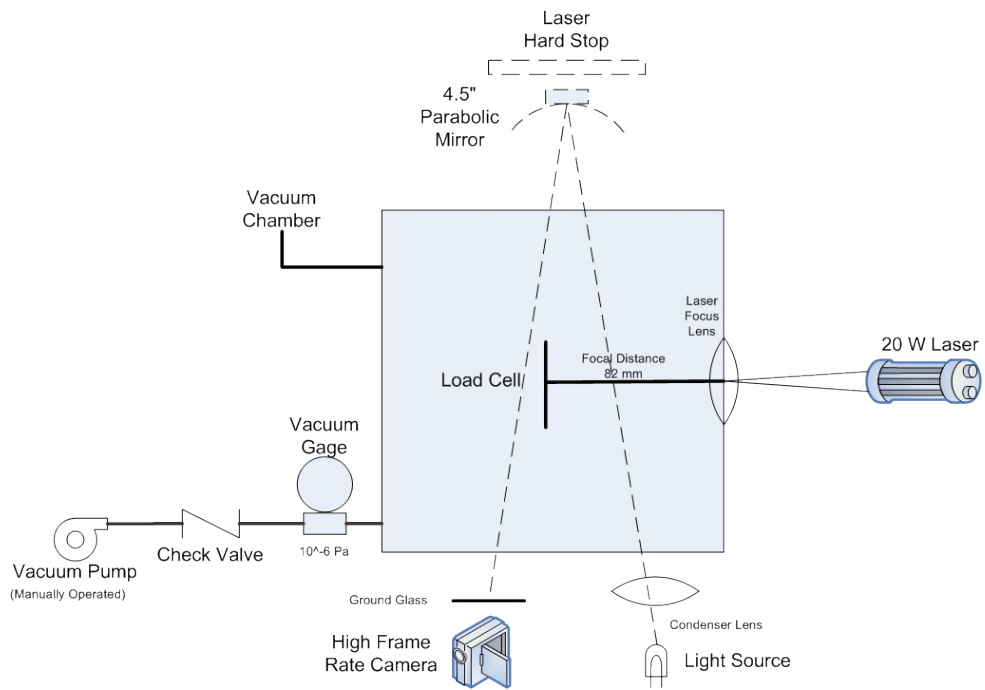 Laser
Hard Stop
4.5"
Parabolic
Mirror
Vacuum
Chamber
Laser
Focus
Lens
20 W Laser
Focal Distance
82 mm
Load Cell
Vacuum
Gage
Check Valve
10^-6 Pa
Vacuum Pump
(Manually Operated)
Ground Glass
Condenser Lens
High Frame
Rate Camera
Light Source